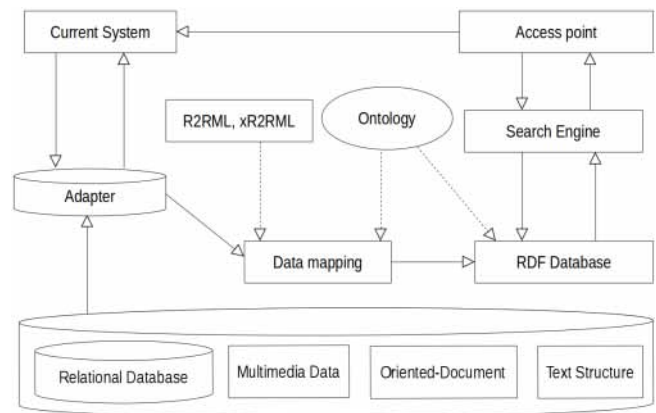 Current System
Access point
R2RML, xR2RML
Ontology
Search Engine
Adapter
Data mapping
RDF Database
Relational Database
Multimedia Data
Oriented-Document
Text Structure